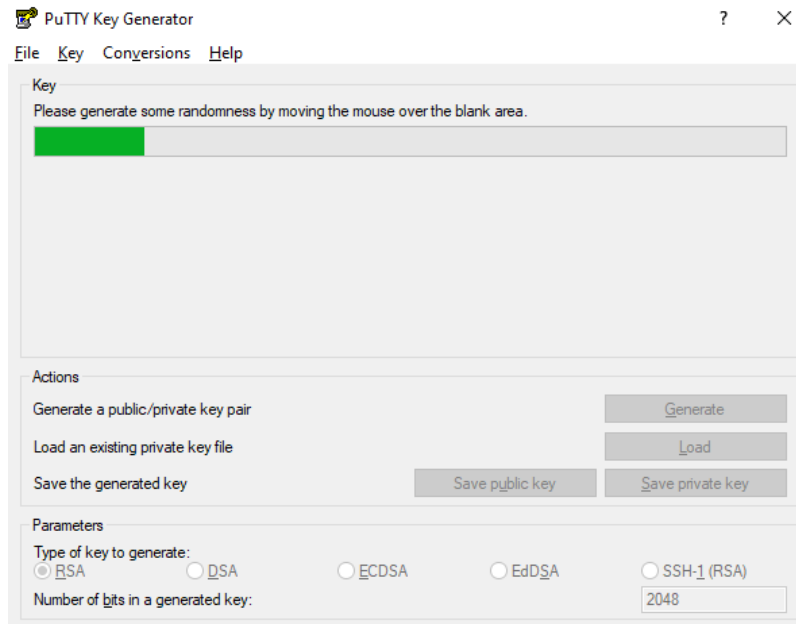 PuTTY Key Generator ?
File Key Conversions Help
Key
Please generate some randomness by moving the mouse over the blank area.
Actions
Generate a public/private key pair Generate
Load an existing private key file Load
Save the generated key Save public key Save private key
Parameters
Type of key to generate:
RSA DSA ECDSA EdDSA SSH-1 (RSA)
Number of bits in a generated key: 2048